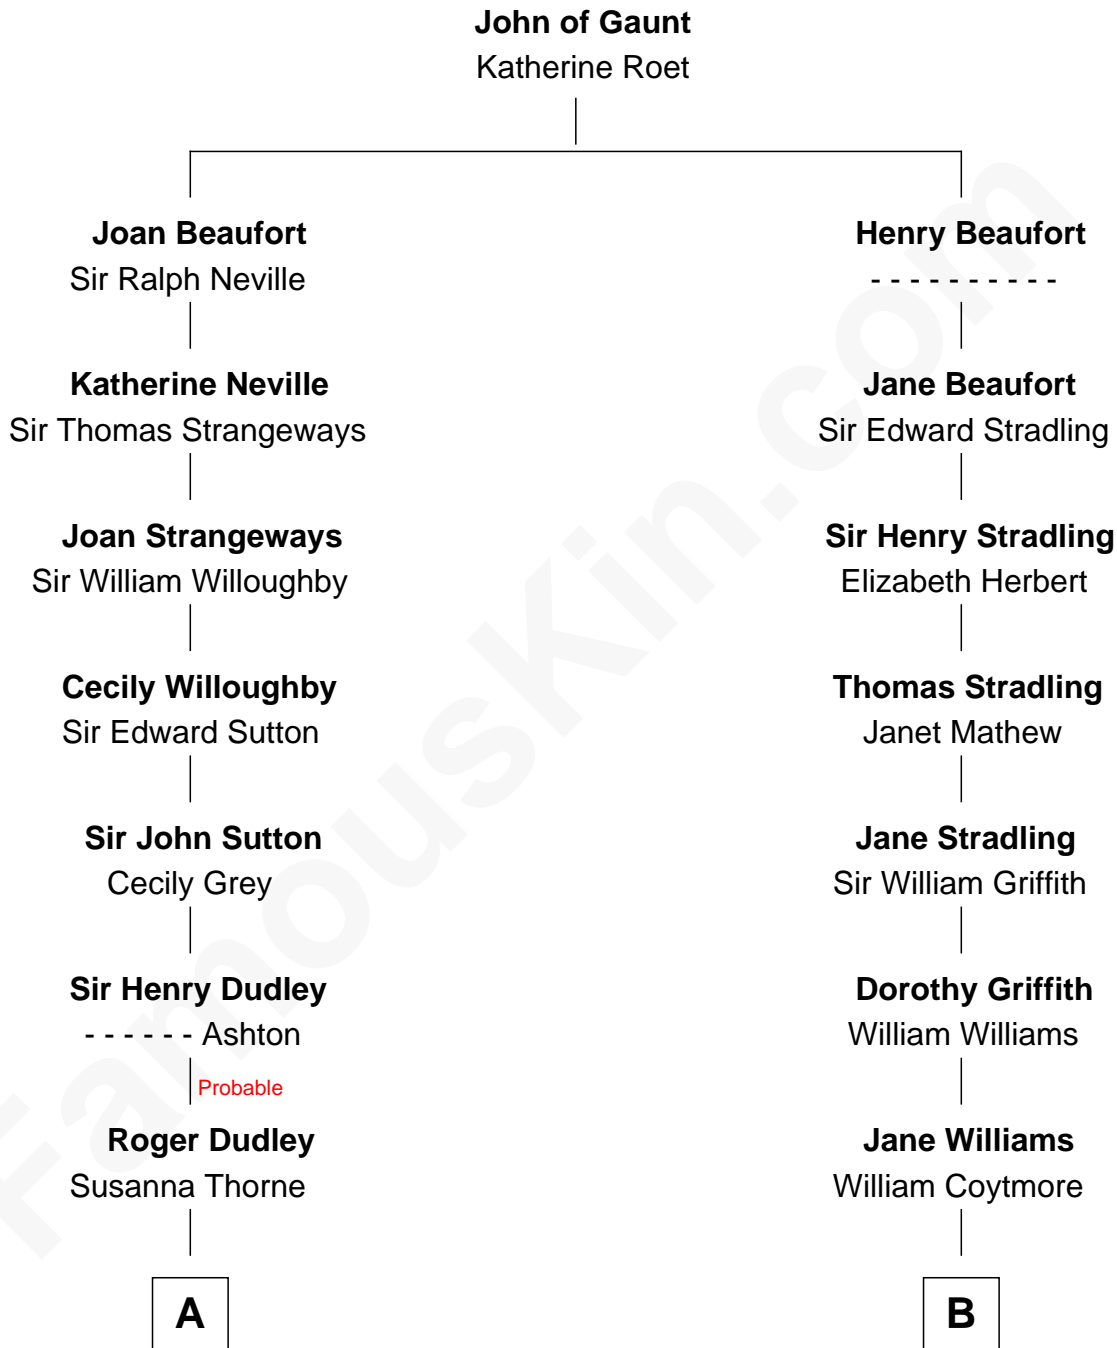 John of Gaunt
Katherine Roet
Joan Beaufort
Sir Ralph Neville
Katherine Neville
Sir Thomas Strangeways
Joan Strangeways
Sir William Willoughby
Cecily Willoughby
Sir Edward Sutton
Sir John Sutton
Cecily Grey
Sir Henry Dudley
- - - - - - Ashton
Probable
Roger Dudley
Susanna Thorne
A
Henry Beaufort
- - - - - - - - - -
Jane Beaufort
Sir Edward Stradling
Sir Henry Stradling
Elizabeth Herbert
Thomas Stradling
Janet Mathew
Jane Stradling
Sir William Griffith
Dorothy Griffith
William Williams
Jane Williams
William Coytmore
B
FamousKin.com